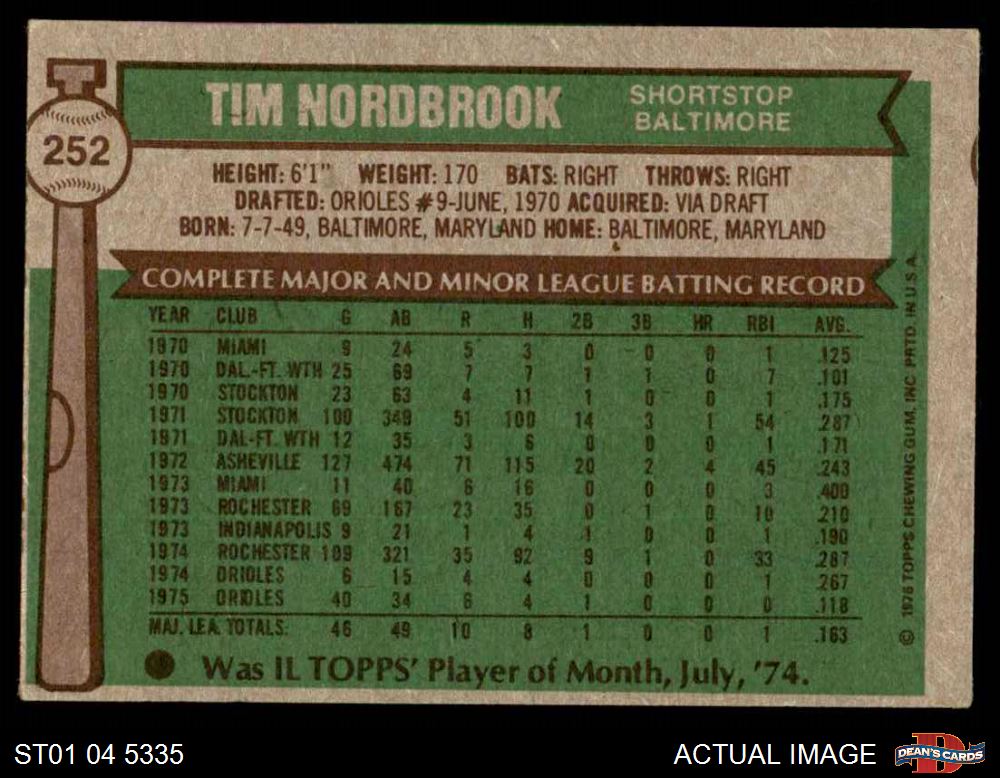 TIM NORDBROOK
SHORTSTOP
BALTIMORE
252
HEIGHT: 6'1" WEIGHT: 170 BATS: RIGHT THROWS: RIGHT
DRAFTED: ORIOLES #9-JUNE, 1970 ACQUIRED: VIA DRAFT
BORN: 7-7-49, BALTIMORE, MARYLAND HOME: BALTIMORE, MARYLAND
COMPLETE MAJOR AND MINOR LEAGUE BATTING RECORD
YEAR CLUB G AB R H 2B 3B HR RBI AVG.
1970 MIAMI 9 24 5 3 0 0 0 1 .125
1970 DAL.-FT. WTH 25 69 7 7 1 1 0 7 .101
1970 STOCKTON 23 63 4 11 1 0 0 1 .175
1971 STOCKTON 100 349 51 100 14 3 1 54 .287
1971 DAL-FT. WTH 12 35 3 6 0 0 0 1 .171
1972 ASHEVILLE 127 474 71 115 20 2 4 45 .243
1973 MIAMI 11 40 6 16 0 0 0 3 .400
1973 ROCHESTER 69 167 23 35 0 1 0 10 .210
1973 INDIANAPOLIS 9 21 1 4 1 0 0 1 .190
1974 ROCHESTER 109 321 35 92 9 1 0 33 .287
1974 ORIOLES 6 15 4 4 0 0 0 1 .267
1975 ORIOLES 40 34 6 4 1 0 0 0 .118
MAJ. LEA. TOTALS: 46 49 10 8 1 0 0 1 .163
Was IL TOPPS' Player of Month, July, '74.
© 1976 TOPPS CHEWING GUM, INC. PRTD. IN U.S.A.
ST01 04 5335
ACTUAL IMAGE
DEAN'S CARDS